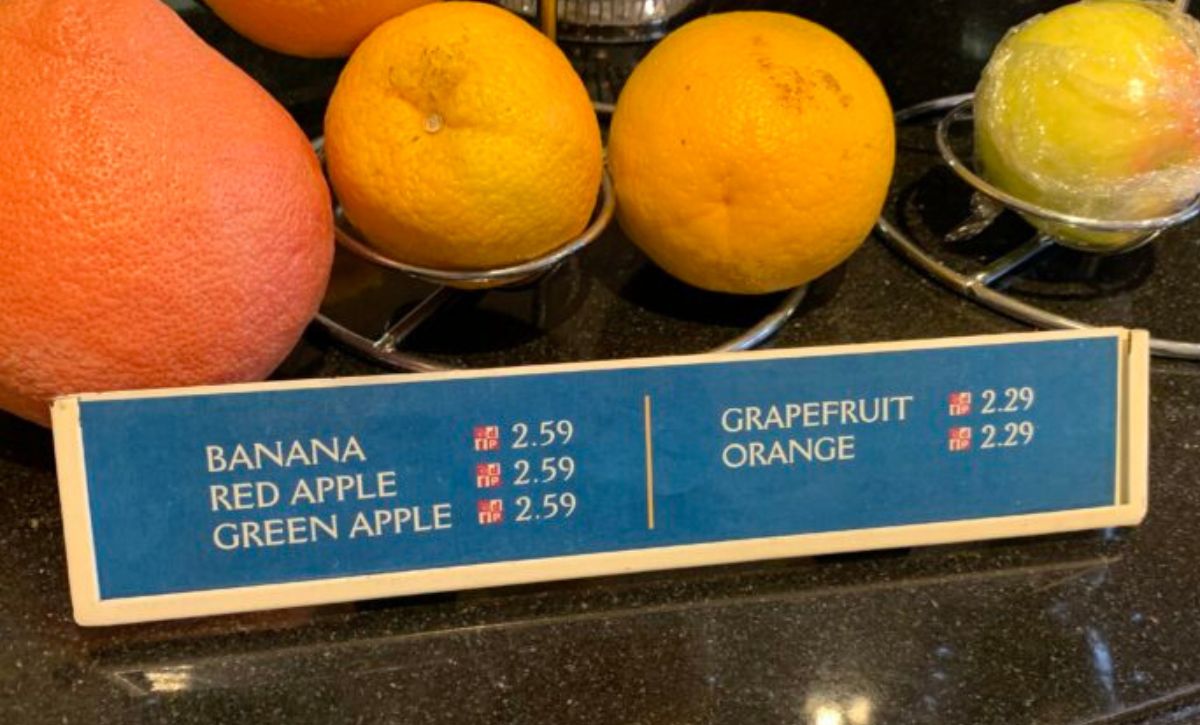 BANANA 2.59
RED APPLE 2.59
GREEN APPLE 2.59
GRAPEFRUIT 2.29
ORANGE 2.29